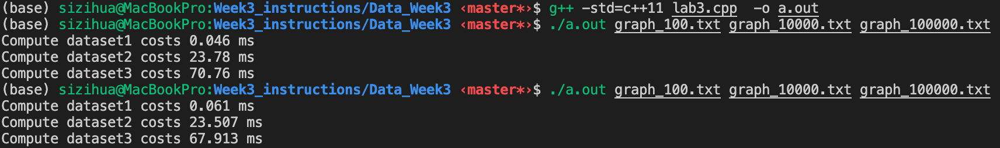 (base) sizihua@MacBookPro:Week3_instructions/Data_Week3 ‹master*›$ g++ -std=c++11 lab3.cpp  -o a.out
(base) sizihua@MacBookPro:Week3_instructions/Data_Week3 ‹master*›$ ./a.out graph_100.txt graph_10000.txt graph_100000.txt
Compute dataset1 costs 0.046 ms
Compute dataset2 costs 23.78 ms
Compute dataset3 costs 70.76 ms
(base) sizihua@MacBookPro:Week3_instructions/Data_Week3 ‹master*›$ ./a.out graph_100.txt graph_10000.txt graph_100000.txt
Compute dataset1 costs 0.061 ms
Compute dataset2 costs 23.507 ms
Compute dataset3 costs 67.913 ms